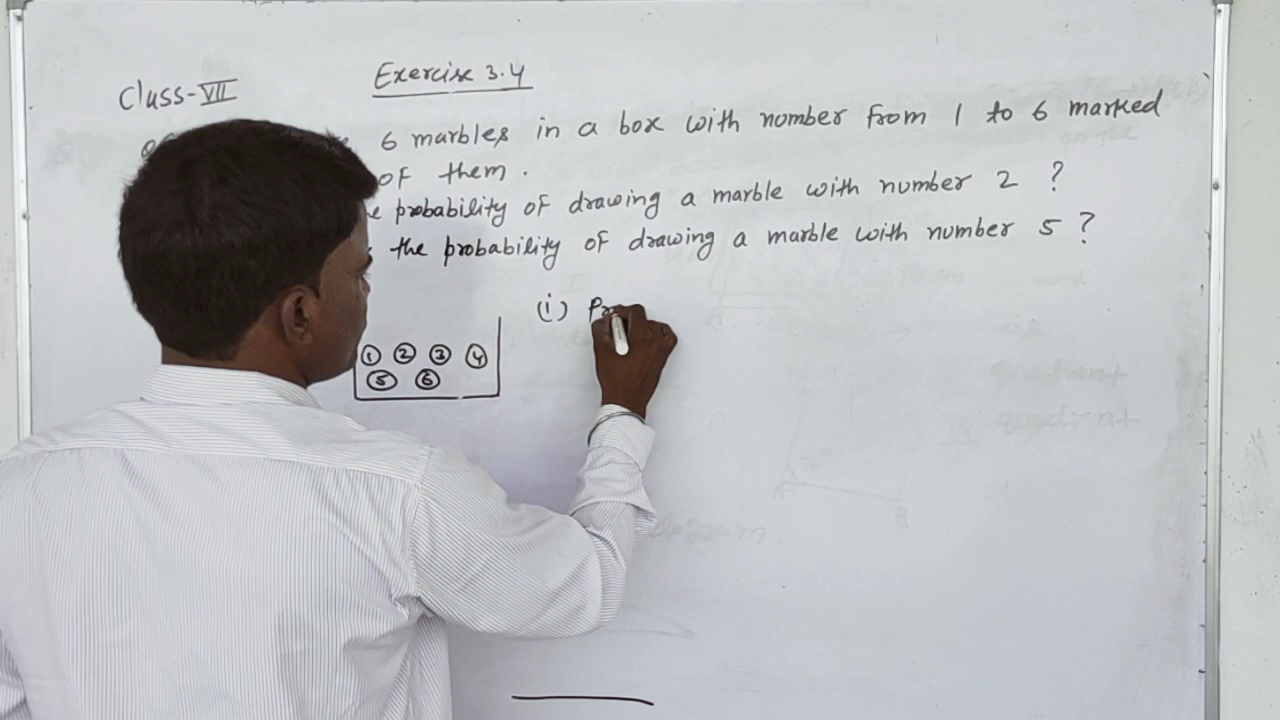 Class-VII
Exercise 3.4
6 marbles in a box with number from 1 to 6 marked
of them.
probability of drawing a marble with number 2 ?
the probability of drawing a marble with number 5 ?
(i) Pr
1 2 3 4
5 6